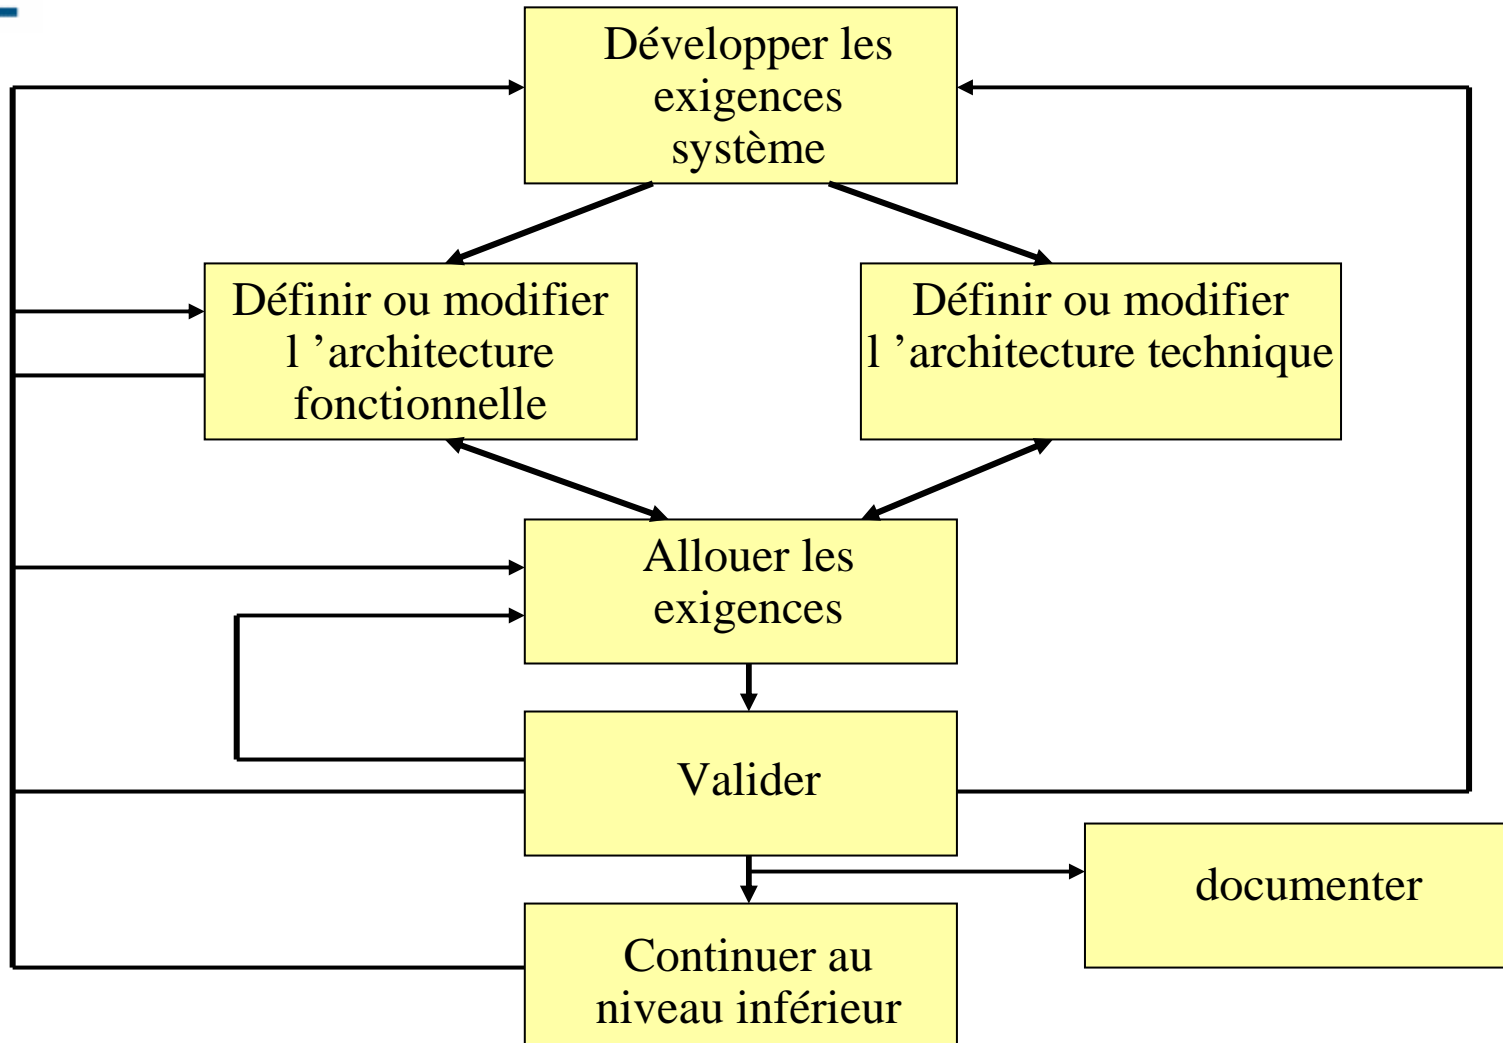 Développer les
exigences
système
Définir ou modifier
l ’architecture
fonctionnelle
Définir ou modifier
l ’architecture technique
Allouer les
exigences
Valider
documenter
Continuer au
niveau inférieur